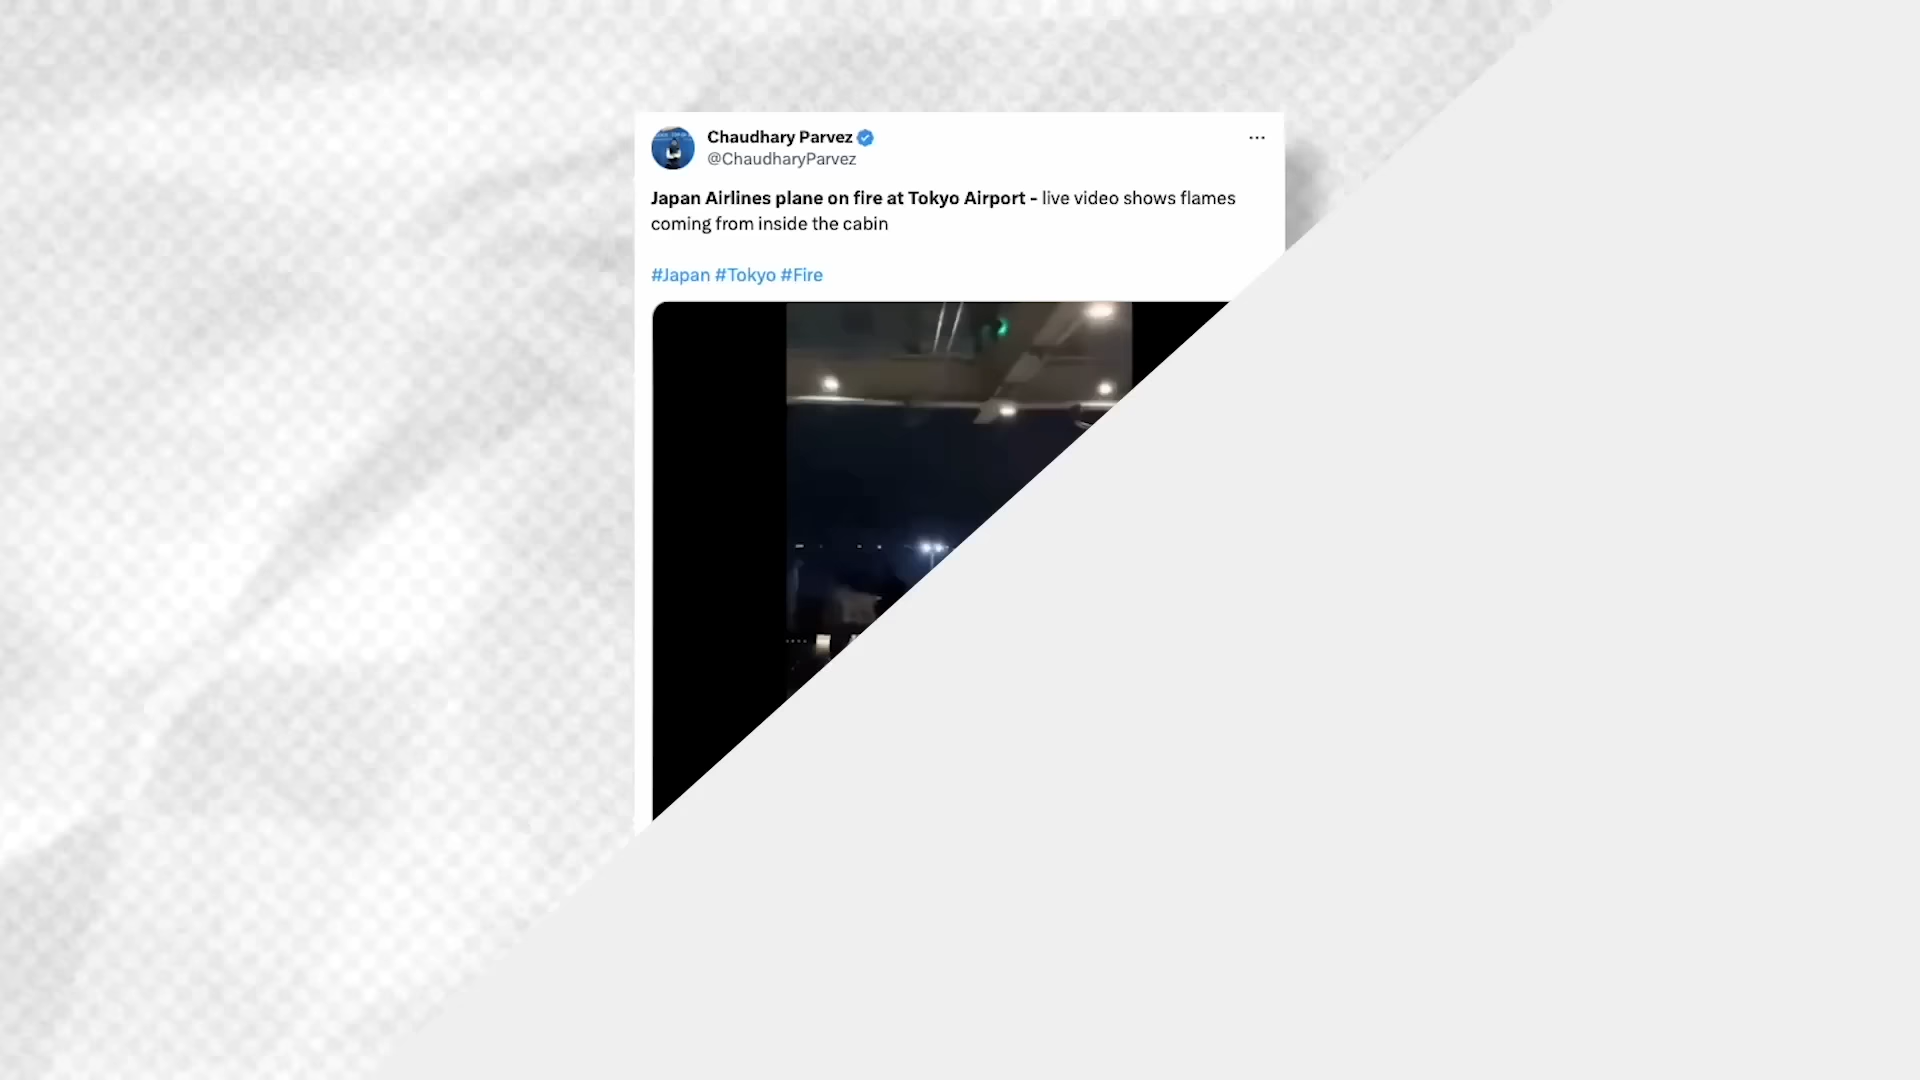 Chaudhary Parvez
@ChaudharyParvez
Japan Airlines plane on fire at Tokyo Airport - live video shows flames
coming from inside the cabin
#Japan #Tokyo #Fire